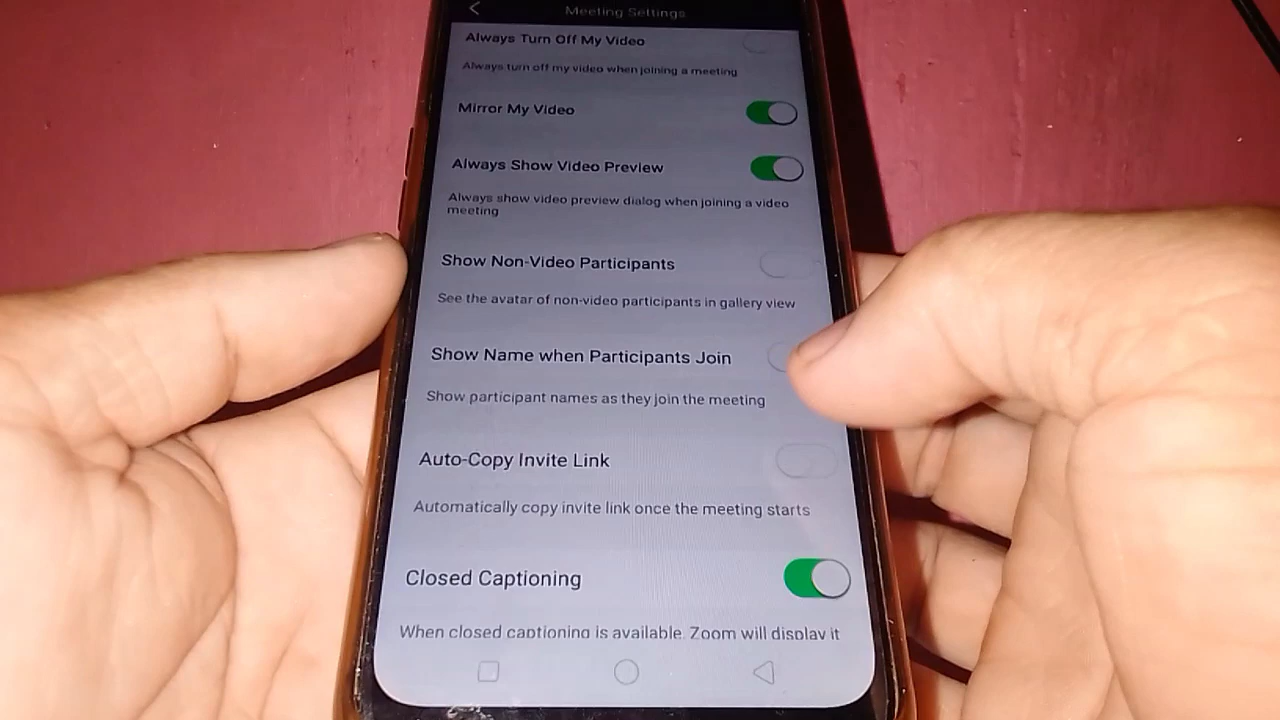 Meeting Settings
Always Turn Off My Video
Always turn off my video when joining a meeting
Mirror My Video
Always Show Video Preview
Always show video preview dialog when joining a video
meeting
Show Non-Video Participants
See the avatar of non-video participants in gallery view
Show Name when Participants Join
Show participant names as they join the meeting
Auto-Copy Invite Link
Automatically copy invite link once the meeting starts
Closed Captioning
When closed captioning is available, Zoom will display it